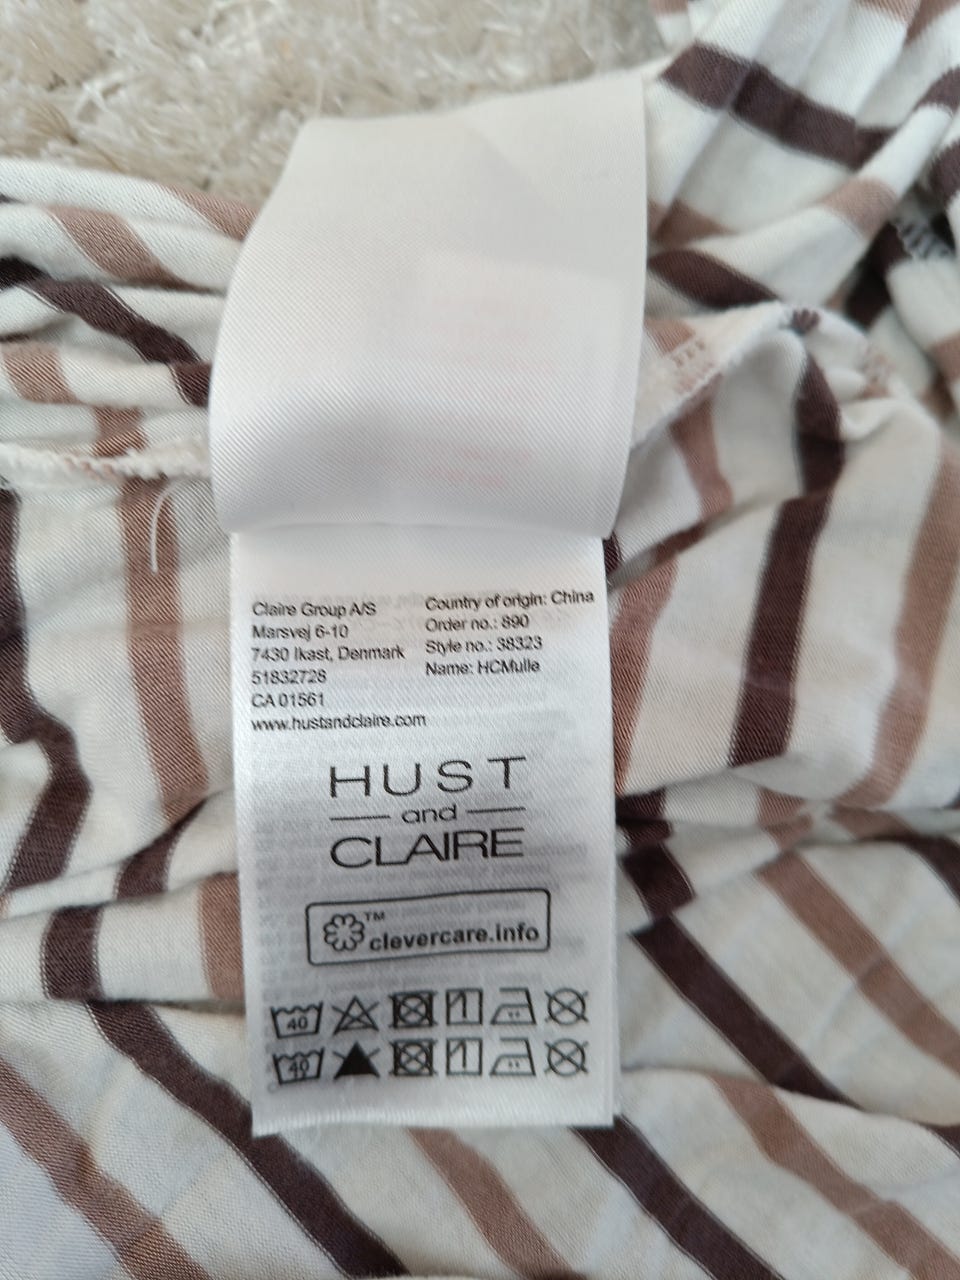 Claire Group A/S
Marsvej 6-10
7430 Ikast, Denmark
51832728
CA 01561
www.hustandclaire.com
Country of origin: China
Order no.: 890
Style no.: 38323
Name: HCMulle
HUST
and
CLAIRE
™
clevercare.info
40
40